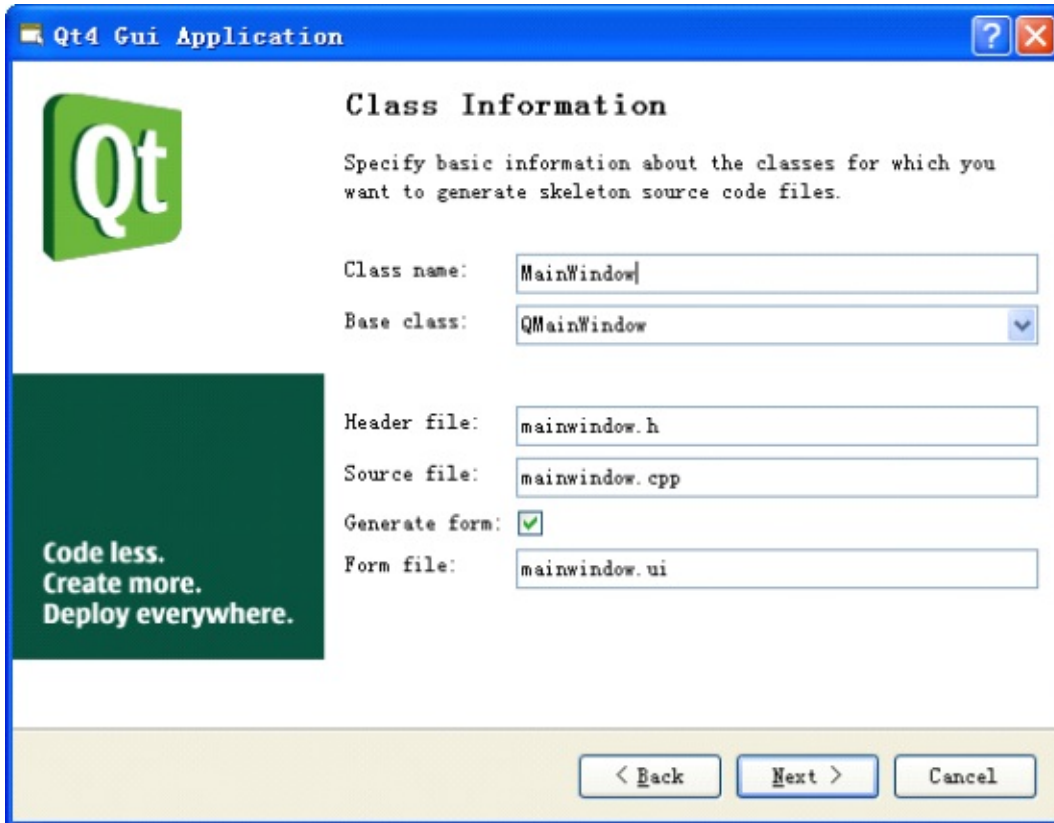 Qt4 Gui Application
Qt
Class Information
Specify basic information about the classes for which you
want to generate skeleton source code files.
Class name: MainWindow
Base class: QMainWindow
Header file: mainwindow.h
Source file: mainwindow.cpp
Generate form:
Form file: mainwindow.ui
Code less.
Create more.
Deploy everywhere.
< Back Next > Cancel